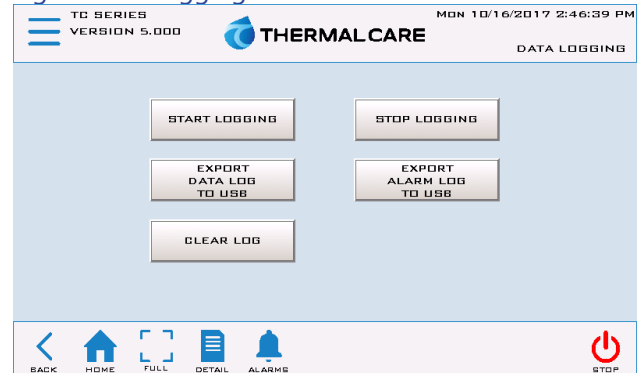 TC SERIES
VERSION 5.000
THERMALCARE
MON 10/16/2017 2:46:39 PM
DATA LOGGING
START LOGGING
STOP LOGGING
EXPORT
DATA LOG
TO USB
EXPORT
ALARM LOG
TO USB
CLEAR LOG
BACK
HOME
FULL
DETAIL
ALARMS
STOP